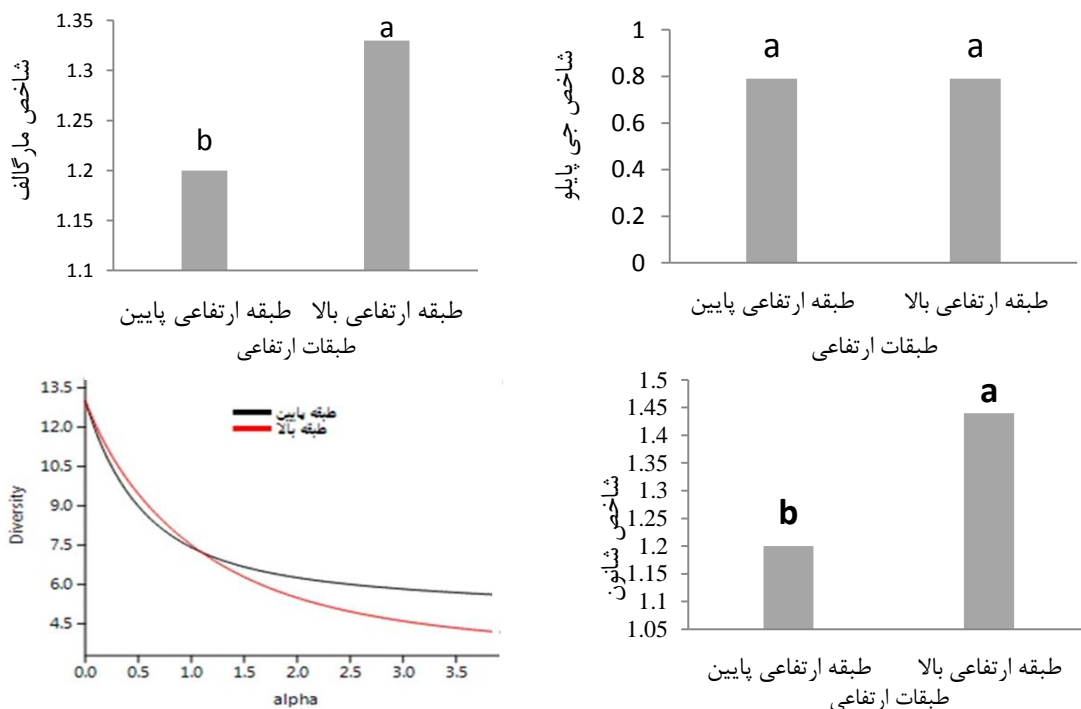 1.35
1.3
1.25
1.2
1.15
1.1
شاخص مارگالف
b
a
طبقه ارتفاعی پایین
طبقه ارتفاعی بالا
طبقات ارتفاعی
1
0.8
0.6
0.4
0.2
0
شاخص جی پایلو
a
a
طبقه ارتفاعی پایین
طبقه ارتفاعی بالا
طبقات ارتفاعی
13.5
12.0
10.5
9.0
7.5
6.0
4.5
Diversity
طبقه پایین
طبقه بالا
0.0 0.5 1.0 1.5 2.0 2.5 3.0 3.5
alpha
1.5
1.45
1.4
1.35
1.3
1.25
1.2
1.15
1.1
1.05
شاخص شانون
b
a
طبقه ارتفاعی پایین
طبقه ارتفاعی بالا
طبقات ارتفاعی